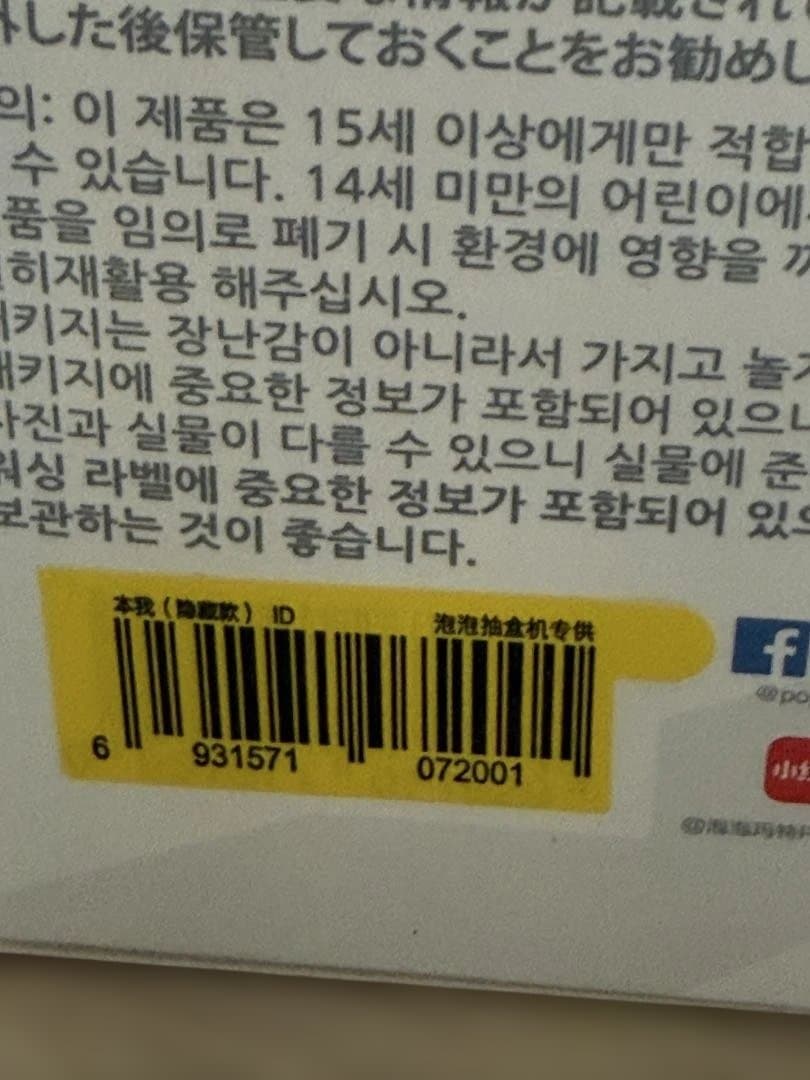 した後保管しておくことをお勧めし
의: 이 제품은 15세 이상에게만 적합
수 있습니다. 14세 미만의 어린이에
품을 임의로 폐기 시 환경에 영향을
히재활용 해주십시오.
키지는 장난감이 아니라서 가지고
키지에 중요한 정보가 포함되어 있으니
사진과 실물이 다를 수 있으니 실물에 준
워싱 라벨에 중요한 정보가 포함되어 있으
보관하는 것이 좋습니다.
本我（隐藏款） ID 泡泡抽盒机专供
6 931571 072001
f
@po
小红